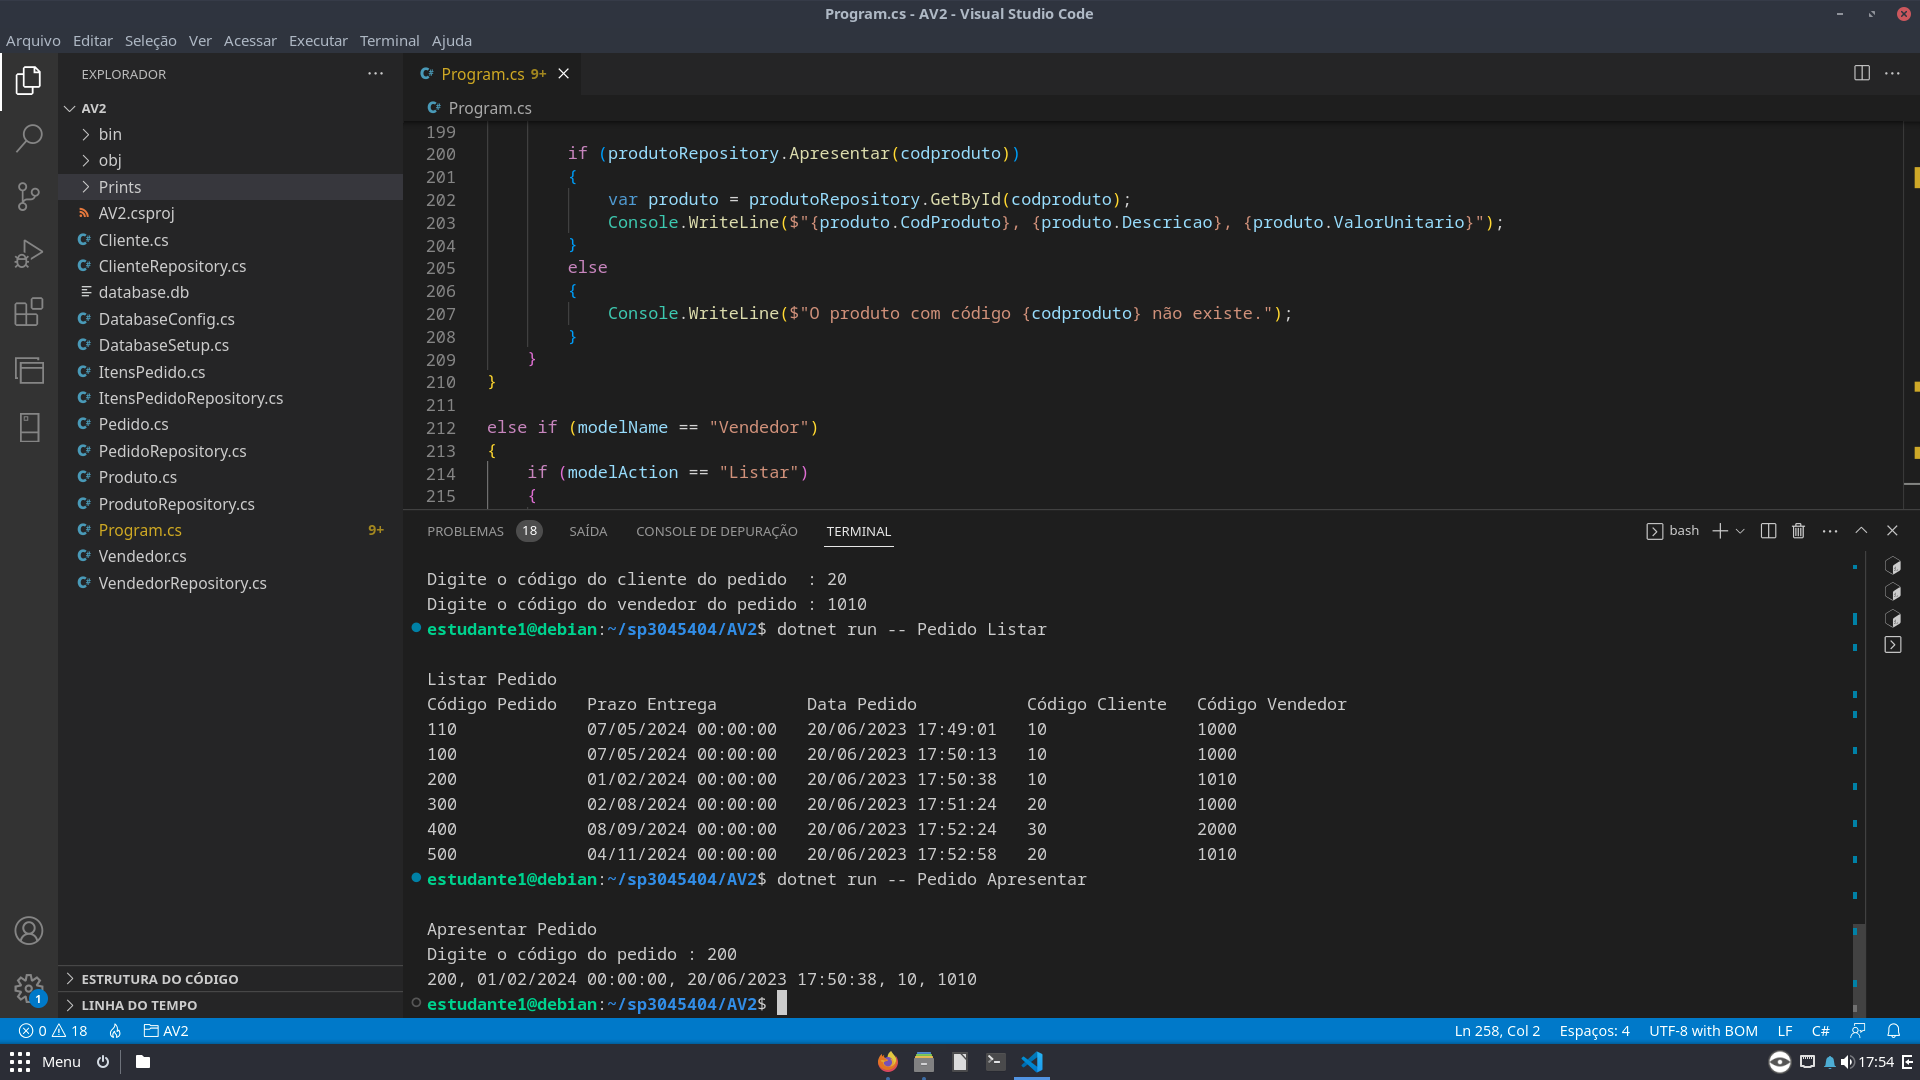 Program.cs - AV2 - Visual Studio Code
Arquivo Editar Seleção Ver Acessar Executar Terminal Ajuda
EXPLORADOR
AV2
bin
obj
Prints
AV2.csproj
Cliente.cs
ClienteRepository.cs
database.db
DatabaseConfig.cs
DatabaseSetup.cs
ItensPedido.cs
ItensPedidoRepository.cs
Pedido.cs
PedidoRepository.cs
Produto.cs
ProdutoRepository.cs
Program.cs 9+
Vendedor.cs
VendedorRepository.cs
ESTRUTURA DO CÓDIGO
LINHA DO TEMPO
1
Program.cs 9+
Program.cs
199
200 if (produtoRepository.Apresentar(codproduto))
201 {
202 var produto = produtoRepository.GetById(codproduto);
203 Console.WriteLine($"{produto.CodProduto}, {produto.Descricao}, {produto.ValorUnitario}");
204 }
205 else
206 {
207 Console.WriteLine($"O produto com código {codproduto} não existe.");
208 }
209 }
210 }
211
212 else if (modelName == "Vendedor")
213 {
214 if (modelAction == "Listar")
215 {
PROBLEMAS 18 SAÍDA CONSOLE DE DEPURAÇÃO TERMINAL bash
Digite o código do cliente do pedido  : 20
Digite o código do vendedor do pedido : 1010
estudante1@debian:~/sp3045404/AV2$ dotnet run -- Pedido Listar
Listar Pedido
Código Pedido   Prazo Entrega         Data Pedido           Código Cliente   Código Vendedor
110             07/05/2024 00:00:00   20/06/2023 17:49:01   10               1000
100             07/05/2024 00:00:00   20/06/2023 17:50:13   10               1000
200             01/02/2024 00:00:00   20/06/2023 17:50:38   10               1010
300             02/08/2024 00:00:00   20/06/2023 17:51:24   20               1000
400             08/09/2024 00:00:00   20/06/2023 17:52:24   30               2000
500             04/11/2024 00:00:00   20/06/2023 17:52:58   20               1010
estudante1@debian:~/sp3045404/AV2$ dotnet run -- Pedido Apresentar
Apresentar Pedido
Digite o código do pedido : 200
200, 01/02/2024 00:00:00, 20/06/2023 17:50:38, 10, 1010
estudante1@debian:~/sp3045404/AV2$
0 18 AV2 Ln 258, Col 2 Espaços: 4 UTF-8 with BOM LF C#
Menu 17:54